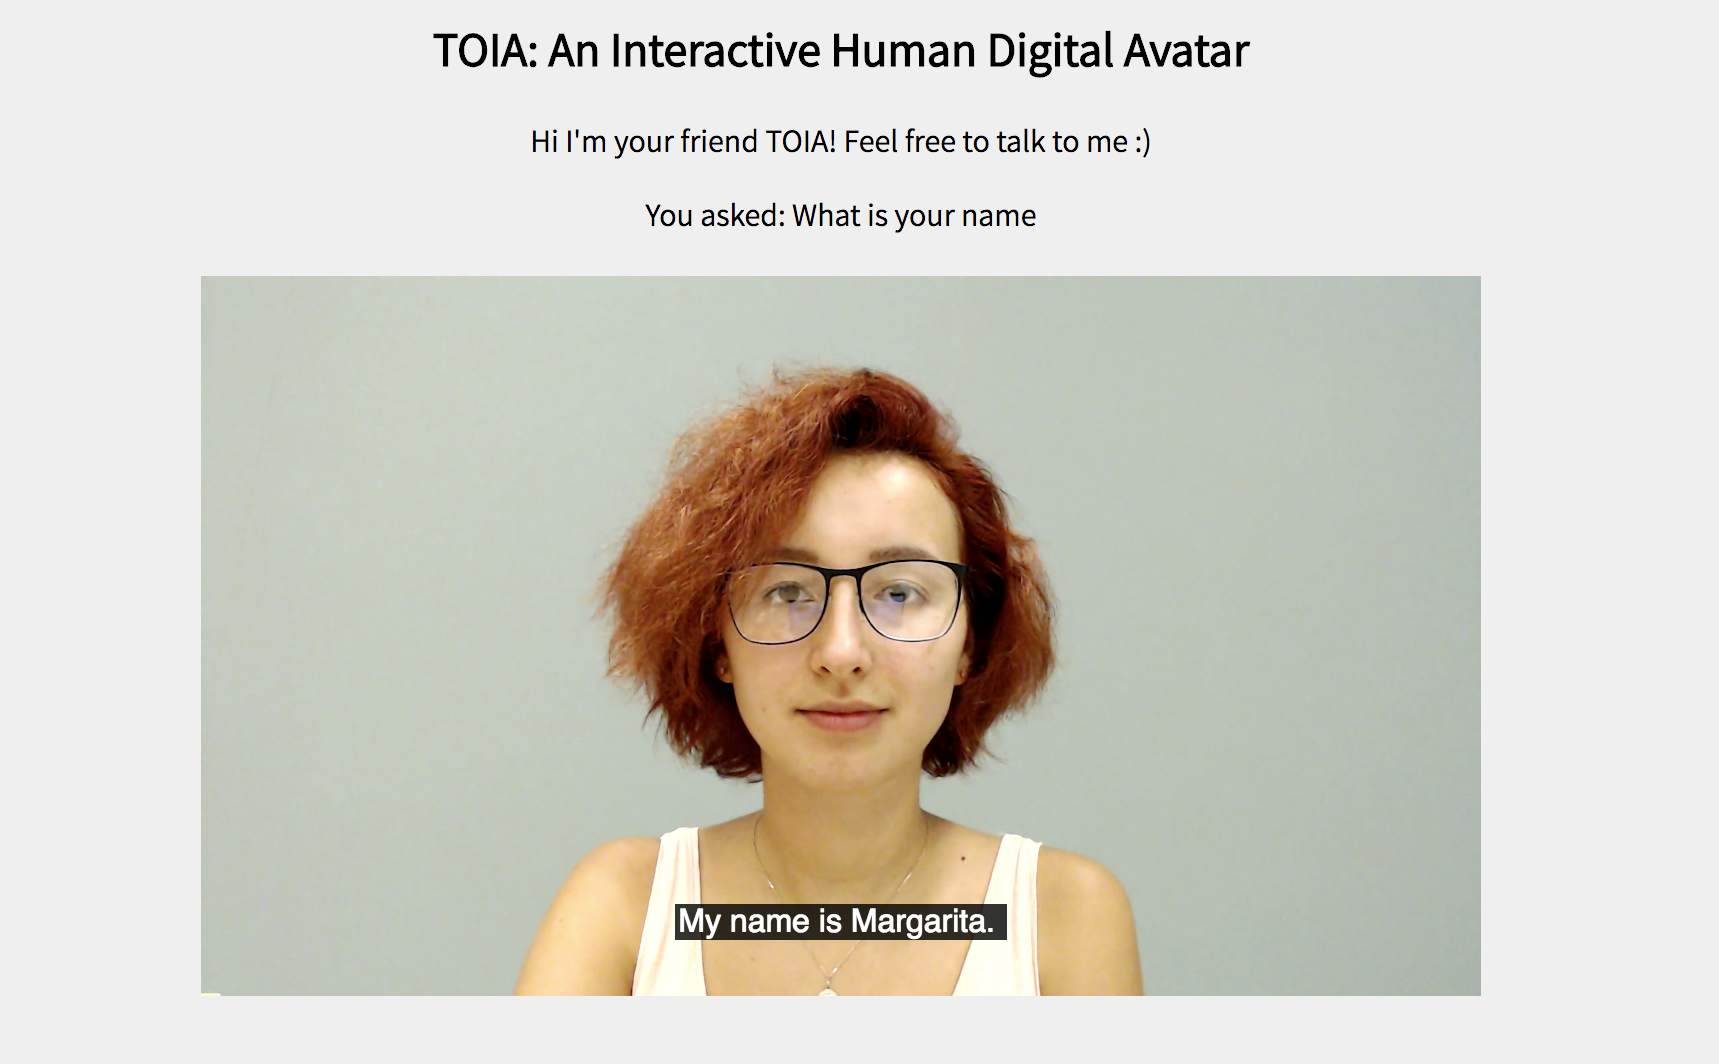 TOIA: An Interactive Human Digital Avatar
Hi I'm your friend TOIA! Feel free to talk to me :)
You asked: What is your name
My name is Margarita.